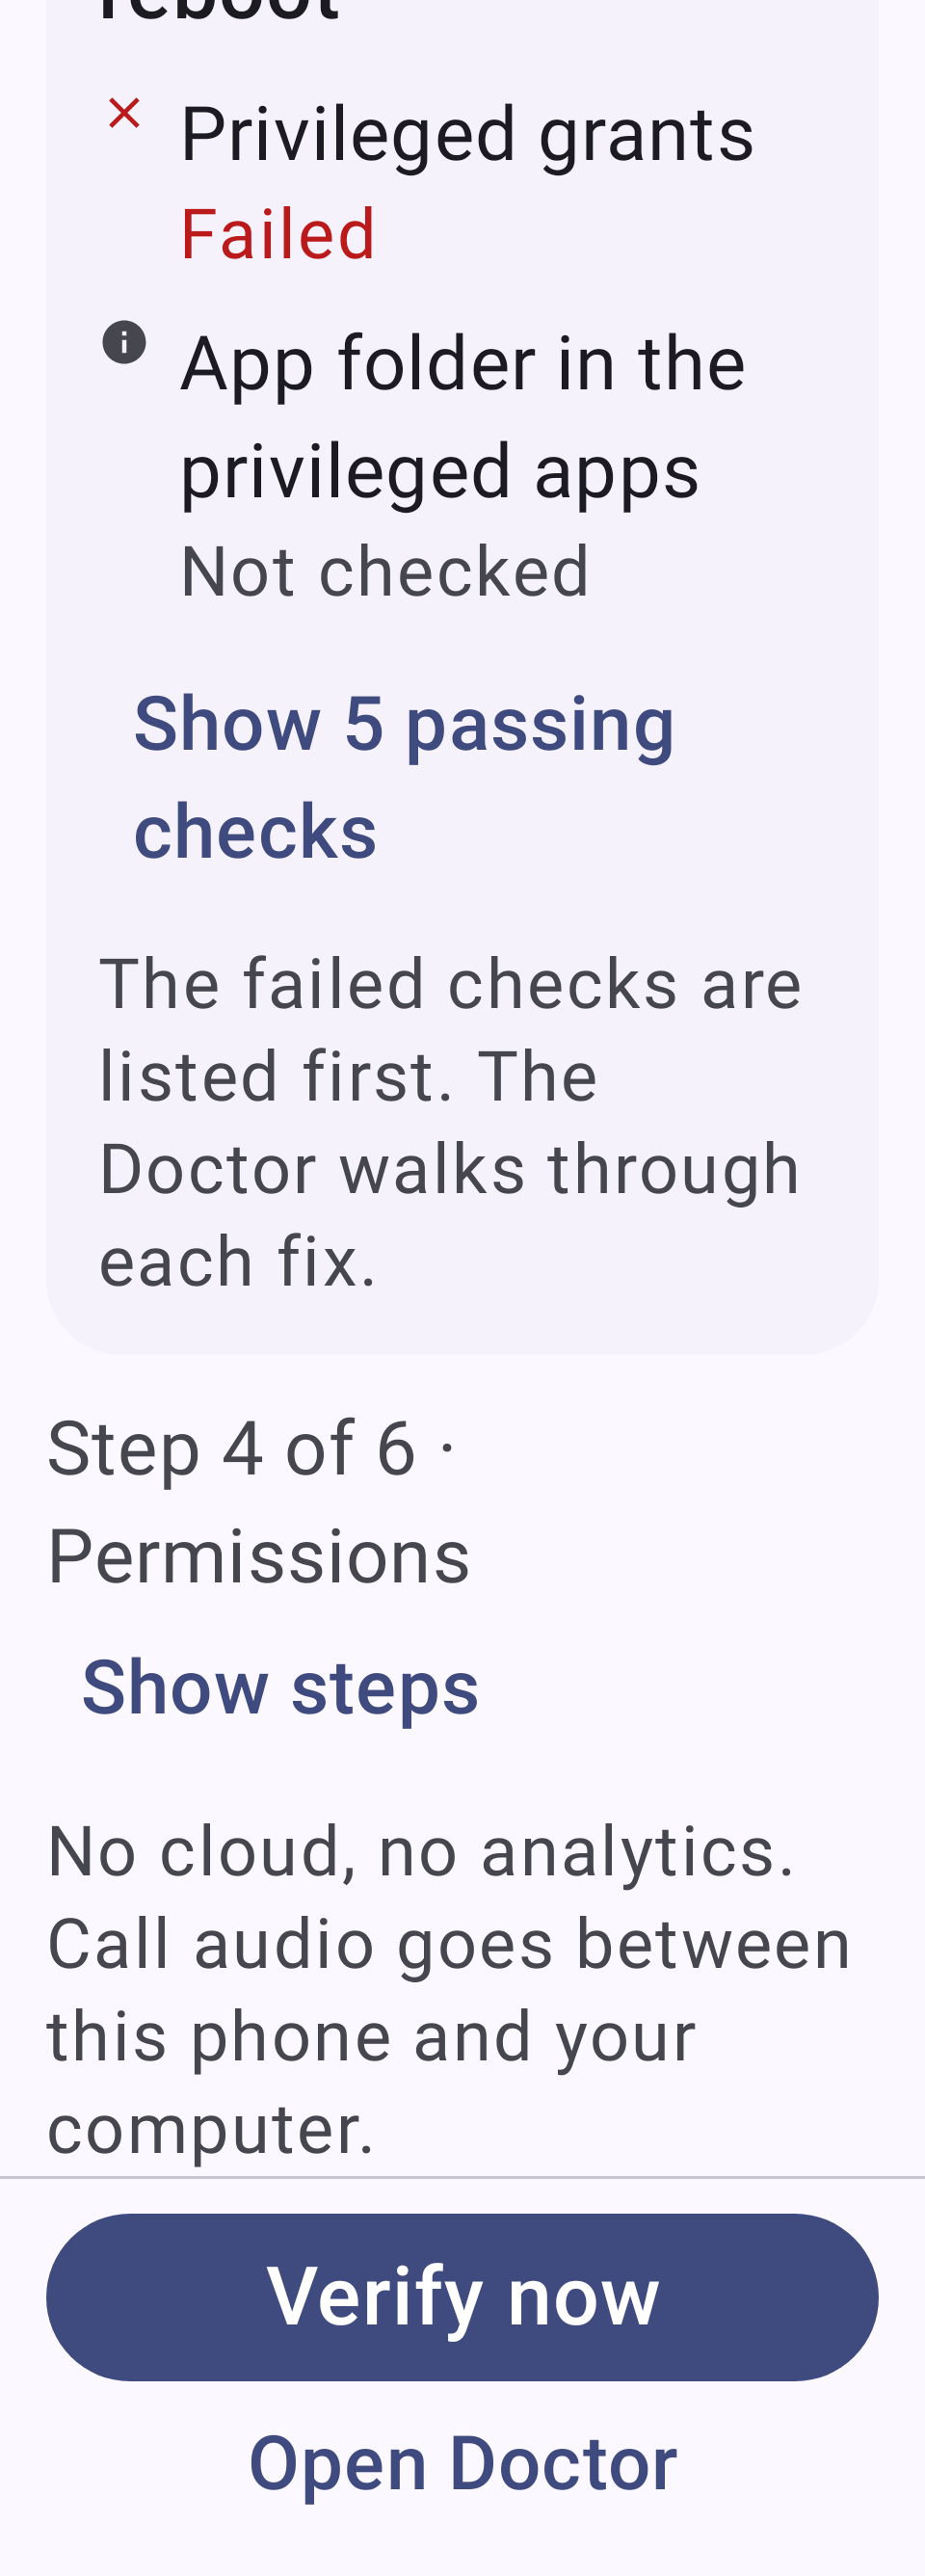 reboot
Privileged grants
Failed
App folder in the
privileged apps
Not checked
Show 5 passing
checks
The failed checks are
listed first. The
Doctor walks through
each fix.
Step 4 of 6 ·
Permissions
Show steps
No cloud, no analytics.
Call audio goes between
this phone and your
computer.
Verify now
Open Doctor